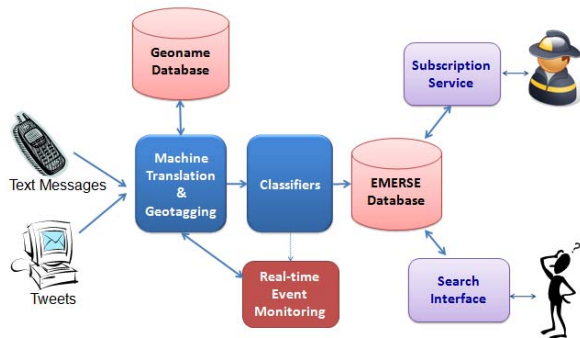 Geoname
Database
Subscription
Service
Text Messages
Machine
Translation
&
Geotagging
Classifiers
EMERSE
Database
Tweets
Real-time
Event
Monitoring
Search
Interface
?